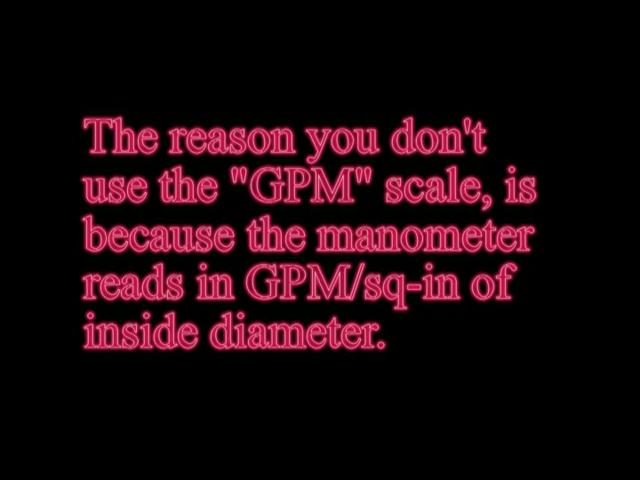 The reason you don't
use the "GPM" scale, is
because the manometer
reads in GPM/sq-in of
inside diameter.